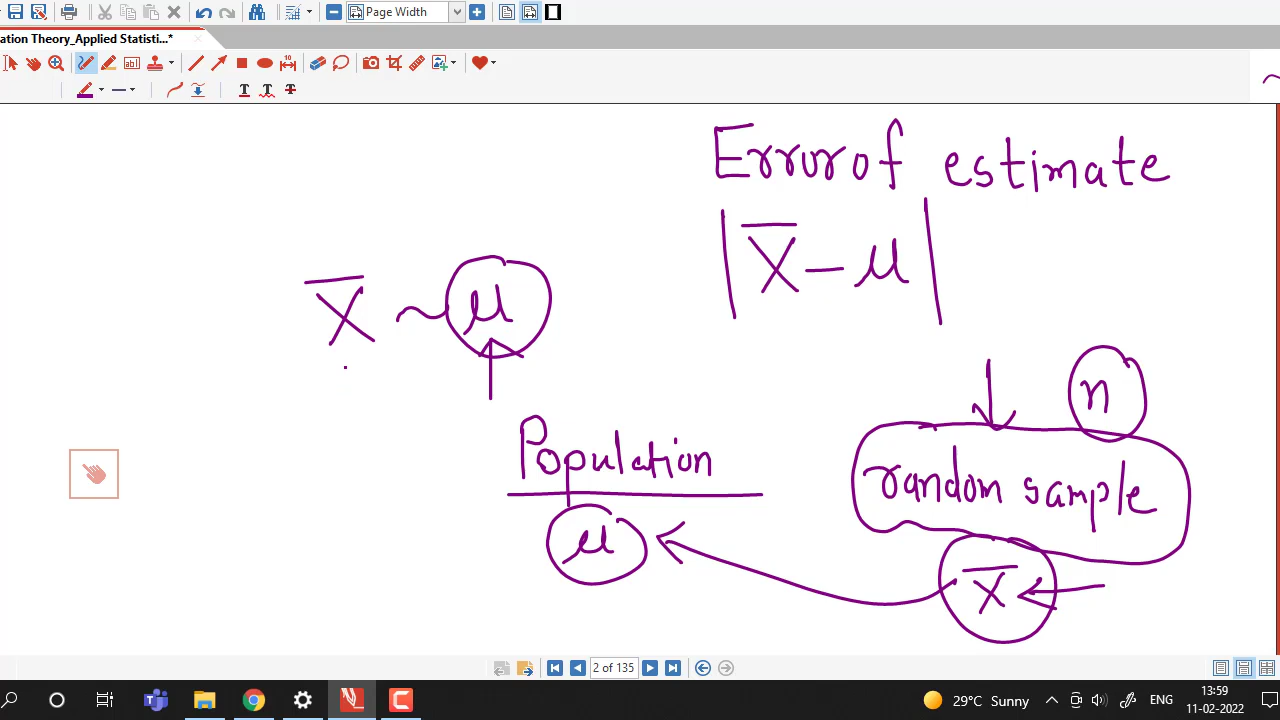 Page Width
ation Theory_Applied Statisti...*
Error of estimate
|X̅ - μ|
X̅ ~ μ
n
Population
random sample
μ
X̅
2 of 135
29°C Sunny
ENG
13:59
11-02-2022